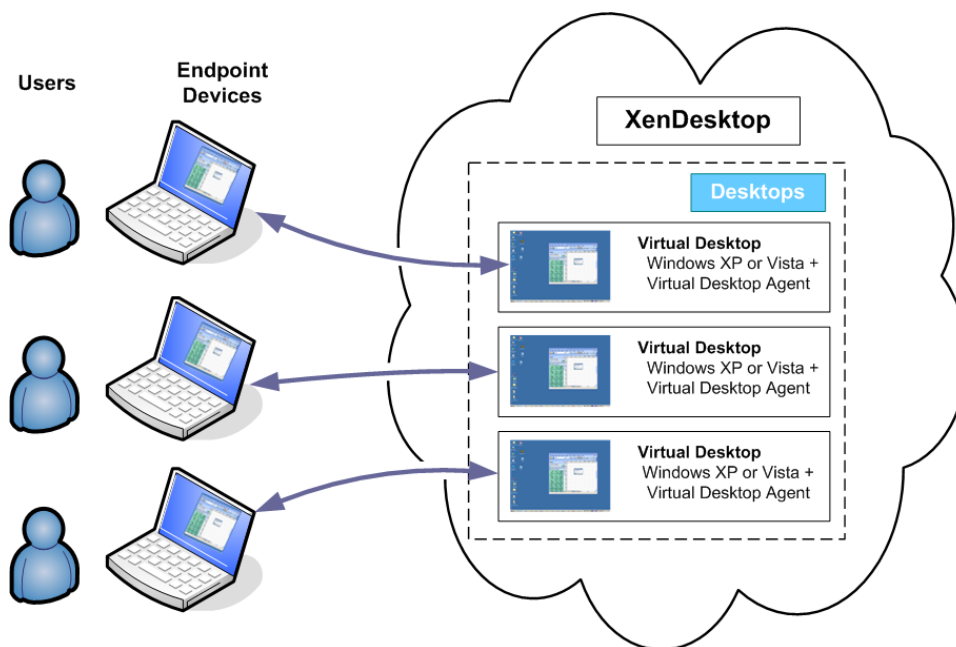 Users
Endpoint
Devices
XenDesktop
Desktops
Virtual Desktop
Windows XP or Vista +
Virtual Desktop Agent
Virtual Desktop
Windows XP or Vista +
Virtual Desktop Agent
Virtual Desktop
Windows XP or Vista +
Virtual Desktop Agent